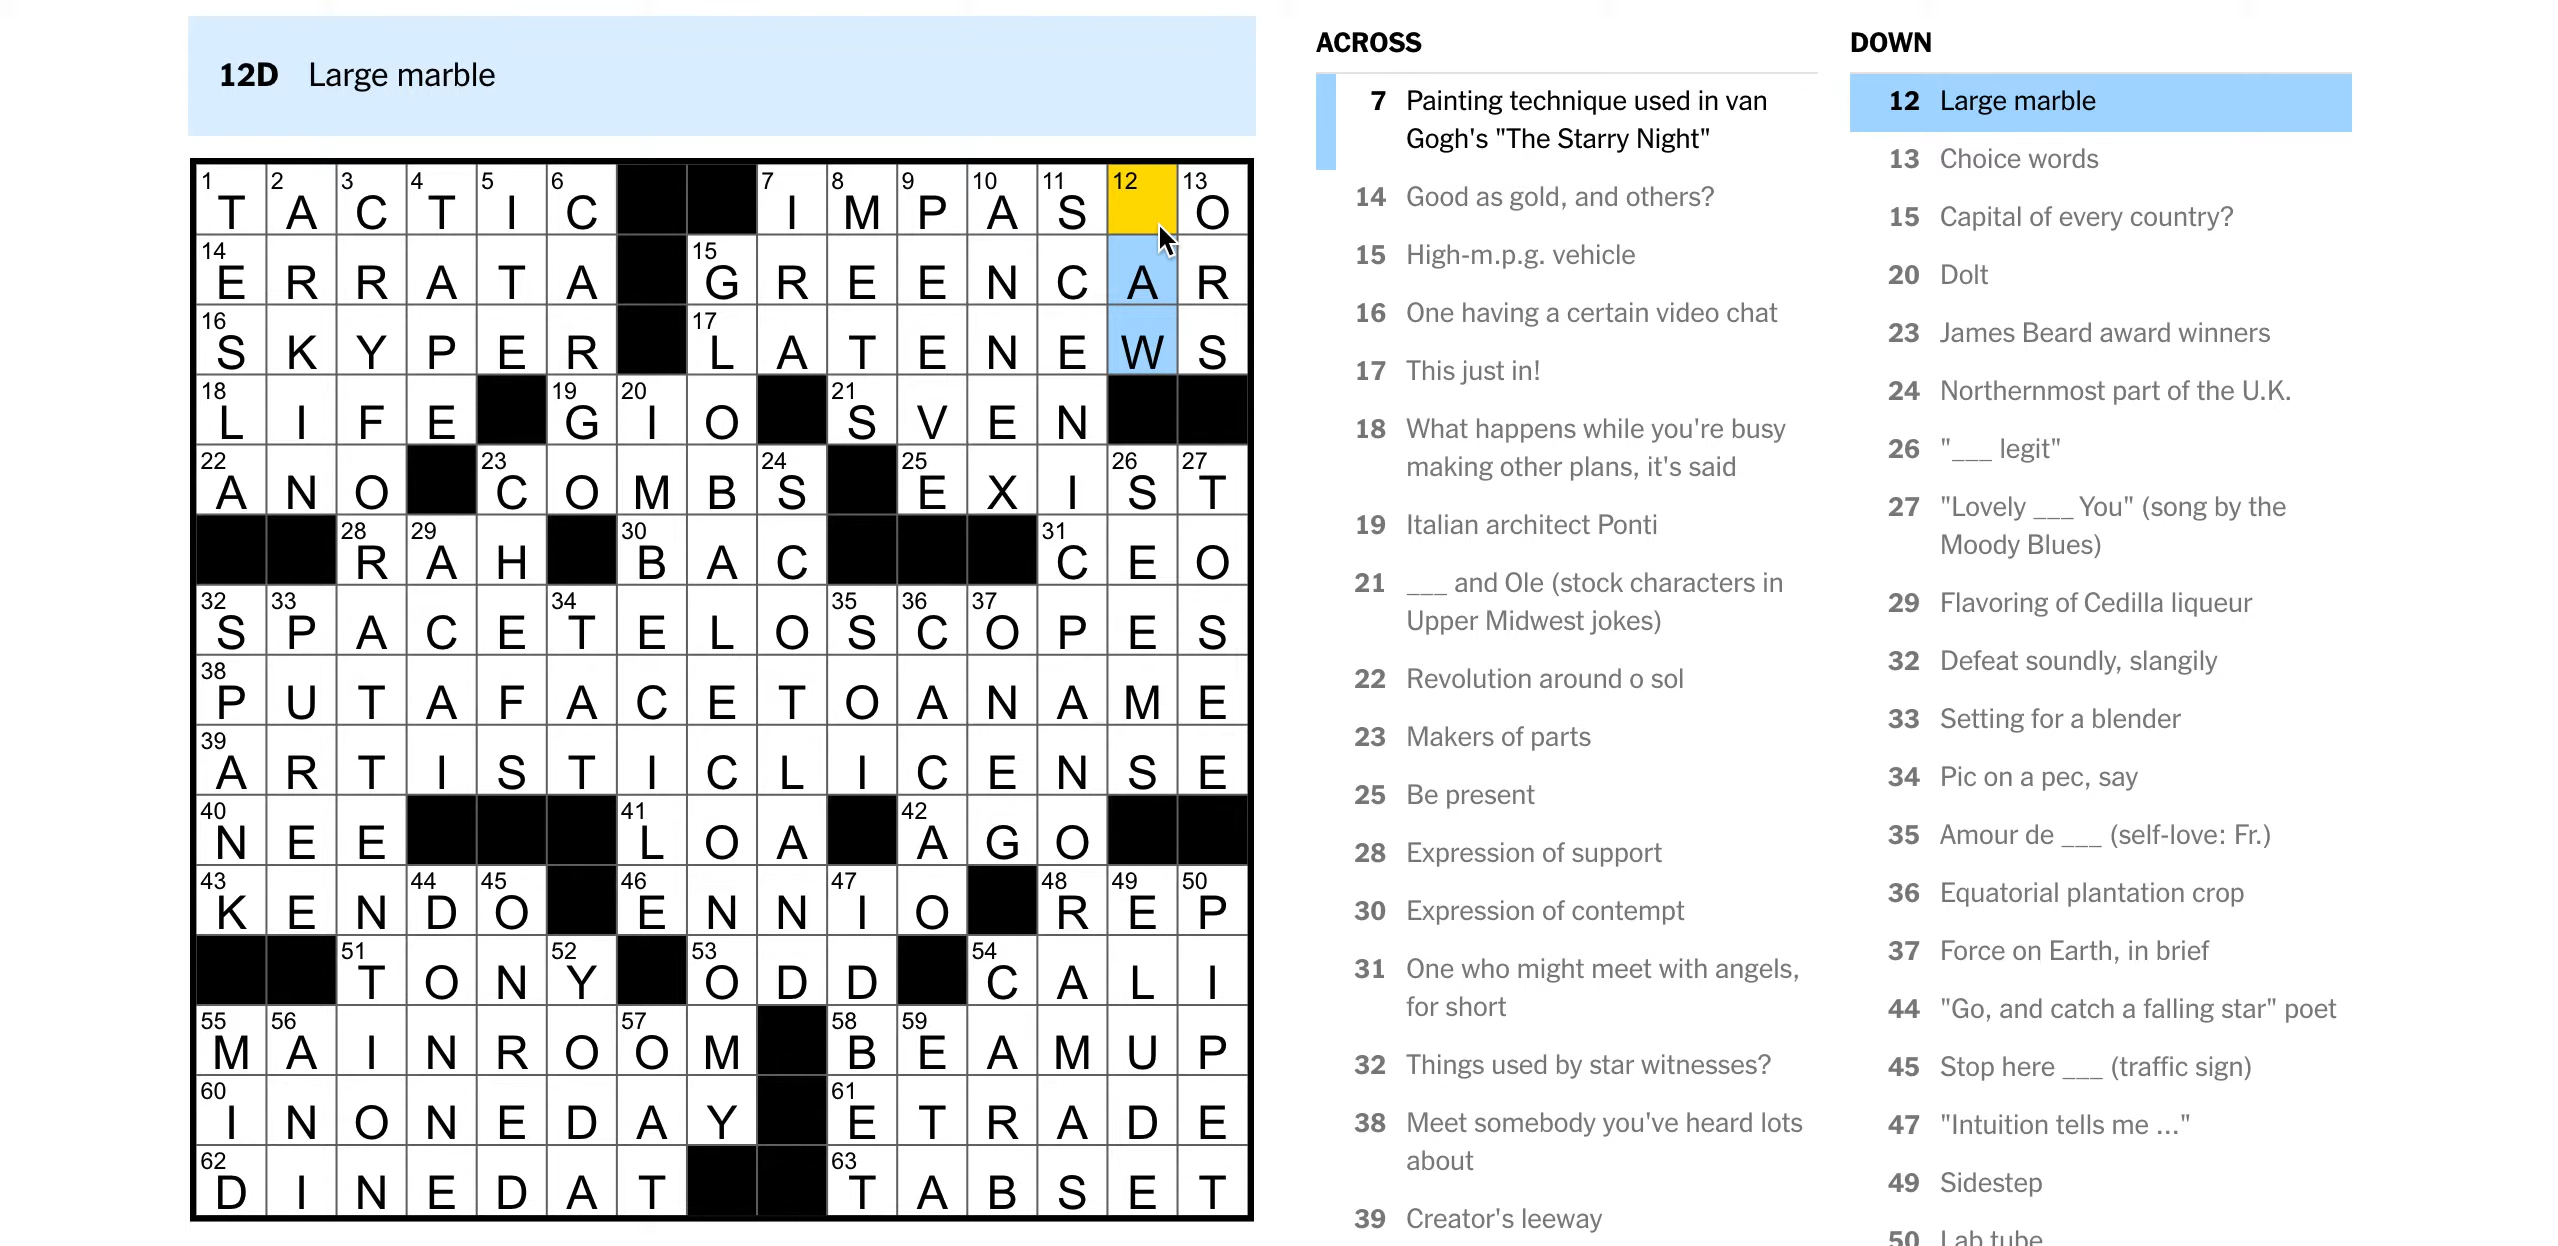 12D Large marble
1 2 3 4 5 6 7 8 9 10 11 12 13
T A C T I C I M P A S O
14 15
E R R A T A G R E E N C A R
16 17
S K Y P E R L A T E N E W S
18 19 20 21
L I F E G I O S V E N
22 23 24 25 26 27
A N O C O M B S E X I S T
28 29 30 31
R A H B A C C E O
32 33 34 35 36 37
S P A C E T E L O S C O P E S
38
P U T A F A C E T O A N A M E
39
A R T I S T I C L I C E N S E
40 41 42
N E E L O A A G O
43 44 45 46 47 48 49 50
K E N D O E N N I O R E P
51 52 53 54
T O N Y O D D C A L I
55 56 57 58 59
M A I N R O O M B E A M U P
60 61
I N O N E D A Y E T R A D E
62 63
D I N E D A T T A B S E T
ACROSS
7 Painting technique used in van
Gogh's "The Starry Night"
14 Good as gold, and others?
15 High-m.p.g. vehicle
16 One having a certain video chat
17 This just in!
18 What happens while you're busy
making other plans, it's said
19 Italian architect Ponti
21 ___ and Ole (stock characters in
Upper Midwest jokes)
22 Revolution around o sol
23 Makers of parts
25 Be present
28 Expression of support
30 Expression of contempt
31 One who might meet with angels,
for short
32 Things used by star witnesses?
38 Meet somebody you've heard lots
about
39 Creator's leeway
DOWN
12 Large marble
13 Choice words
15 Capital of every country?
20 Dolt
23 James Beard award winners
24 Northernmost part of the U.K.
26 "___ legit"
27 "Lovely ___ You" (song by the
Moody Blues)
29 Flavoring of Cedilla liqueur
32 Defeat soundly, slangily
33 Setting for a blender
34 Pic on a pec, say
35 Amour de ___ (self-love: Fr.)
36 Equatorial plantation crop
37 Force on Earth, in brief
44 "Go, and catch a falling star" poet
45 Stop here ___ (traffic sign)
47 "Intuition tells me ..."
49 Sidestep
50 Lab tube